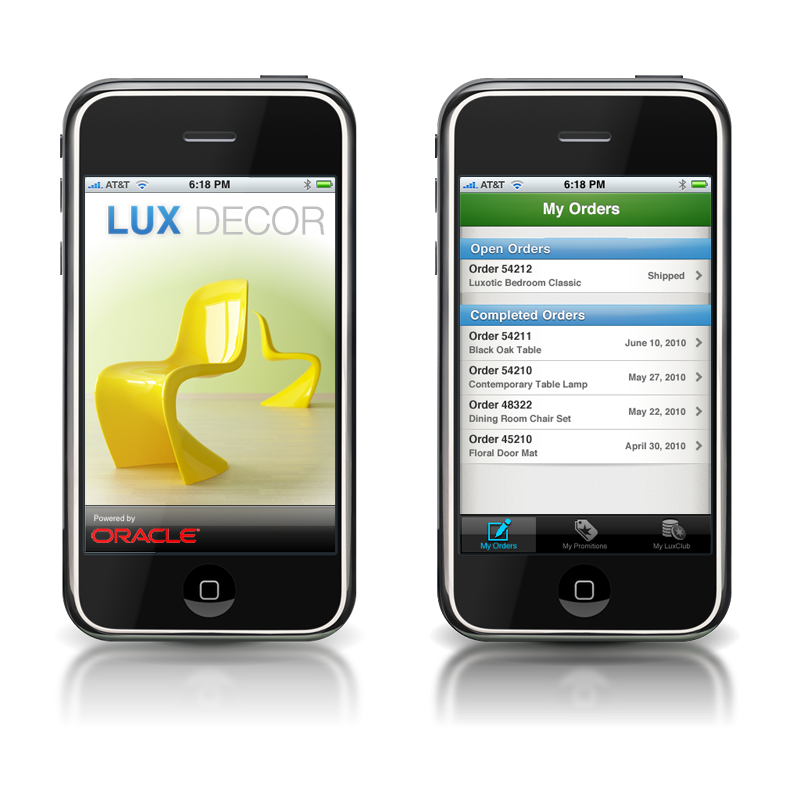 AT&T 6:18 PM
LUX DECOR
Powered by
ORACLE
AT&T 6:18 PM
My Orders
Open Orders
Order 54212
Luxotic Bedroom Classic
Shipped
Completed Orders
Order 54211
Black Oak Table
June 10, 2010
Order 54210
Contemporary Table Lamp
May 27, 2010
Order 48322
Dining Room Chair Set
May 22, 2010
Order 45210
Floral Door Mat
April 30, 2010
My Orders My Promitions My LuxClub